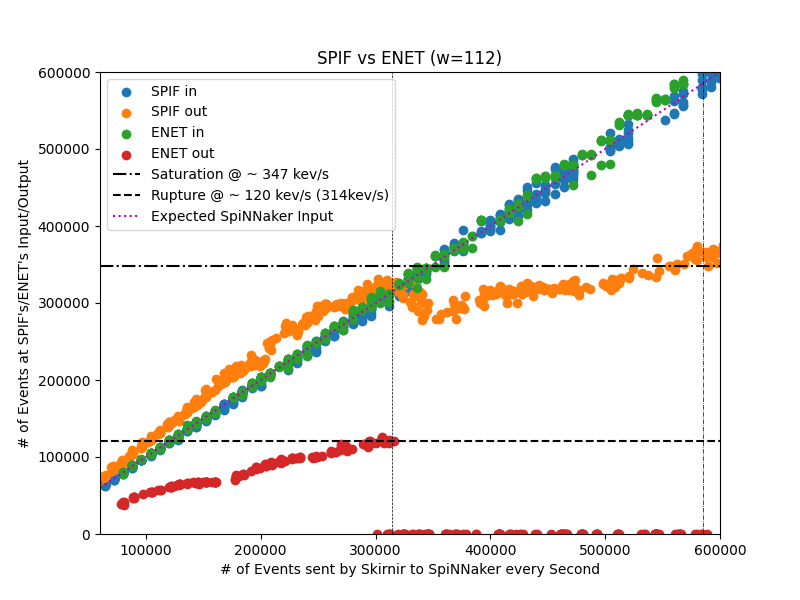 SPIF vs ENET (w=112)
SPIF in
SPIF out
ENET in
ENET out
Saturation @ ~ 347 kev/s
Rupture @ ~ 120 kev/s (314kev/s)
Expected SpiNNaker Input
# of Events at SPIF's/ENET's Input/Output
600000
500000
400000
300000
200000
100000
0
100000 200000 300000 400000 500000 600000
# of Events sent by Skirnir to SpiNNaker every Second